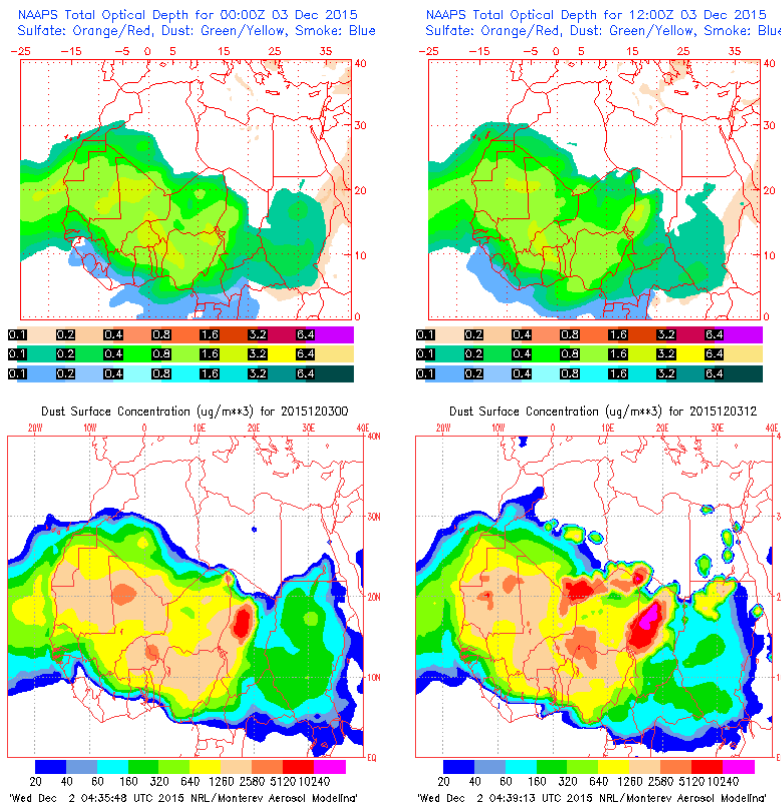 NAAPS Total Optical Depth for 00:00Z 03 Dec 2015
Sulfate: Orange/Red, Dust: Green/Yellow, Smoke: Blue
-25 -15 -5 0 5 15 25 35
40
30
20
10
0
0.1 0.2 0.4 0.8 1.6 3.2 6.4
0.1 0.2 0.4 0.8 1.6 3.2 6.4
0.1 0.2 0.4 0.8 1.6 3.2 6.4
NAAPS Total Optical Depth for 12:00Z 03 Dec 2015
Sulfate: Orange/Red, Dust: Green/Yellow, Smoke: Blue
-25 -15 -5 0 5 15 25 35
40
30
20
10
0
0.1 0.2 0.4 0.8 1.6 3.2 6.4
0.1 0.2 0.4 0.8 1.6 3.2 6.4
0.1 0.2 0.4 0.8 1.6 3.2 6.4
Dust Surface Concentration (ug/m**3) for 2015120300
20W 10W 0 10E 20E 30E 40E
40N
30N
20N
10N
EQ
20 40 80 160 320 640 1260 2580 5120 10240
'Wed Dec 2 04:35:48 UTC 2015 NRL/Monterey Aerosol Modeling'
Dust Surface Concentration (ug/m**3) for 2015120312
20W 10W 0 10E 20E 30E 40E
40
30
2
1
E
20 40 80 160 320 640 1260 2580 5120 10240
'Wed Dec 2 04:39:13 UTC 2015 NRL/Monterey Aerosol Modeling'